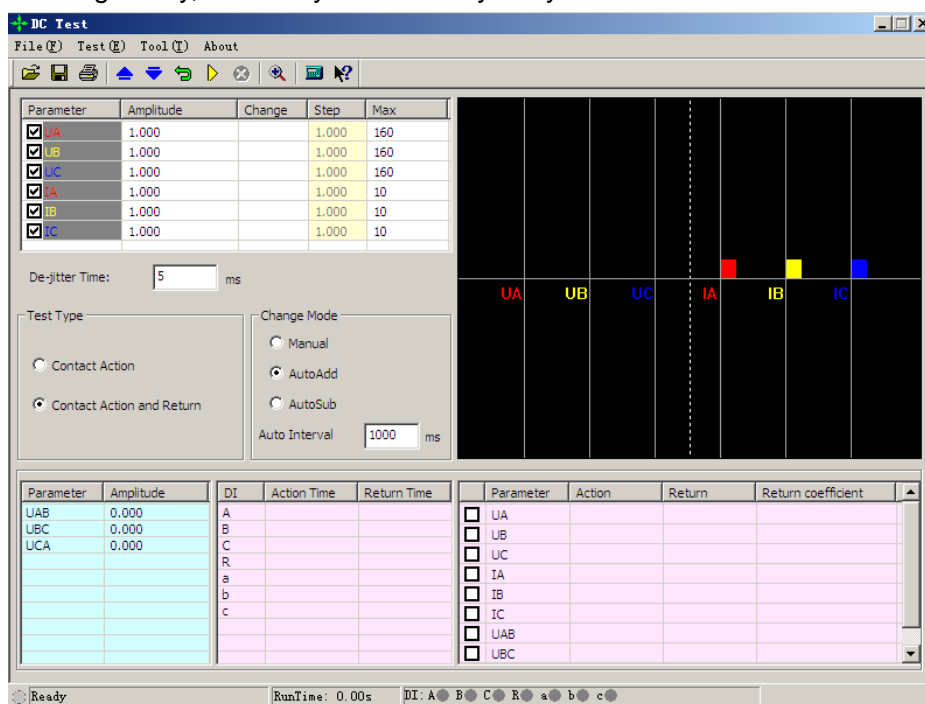 DC Test
File(F) Test(E) Tool(T) About
Parameter Amplitude Change Step Max
UA 1.000 1.000 160
UB 1.000 1.000 160
UC 1.000 1.000 160
IA 1.000 1.000 10
IB 1.000 1.000 10
IC 1.000 1.000 10
De-jitter Time: 5 ms
UA UB UC IA IB IC
Test Type
Contact Action
Contact Action and Return
Change Mode
Manual
AutoAdd
AutoSub
Auto Interval 1000 ms
Parameter Amplitude
UAB 0.000
UBC 0.000
UCA 0.000
DI Action Time Return Time
A
B
C
R
a
b
c
Parameter Action Return Return coefficient
UA
UB
UC
IA
IB
IC
UAB
UBC
Ready RunTime: 0.00s DI: A B C R a b c